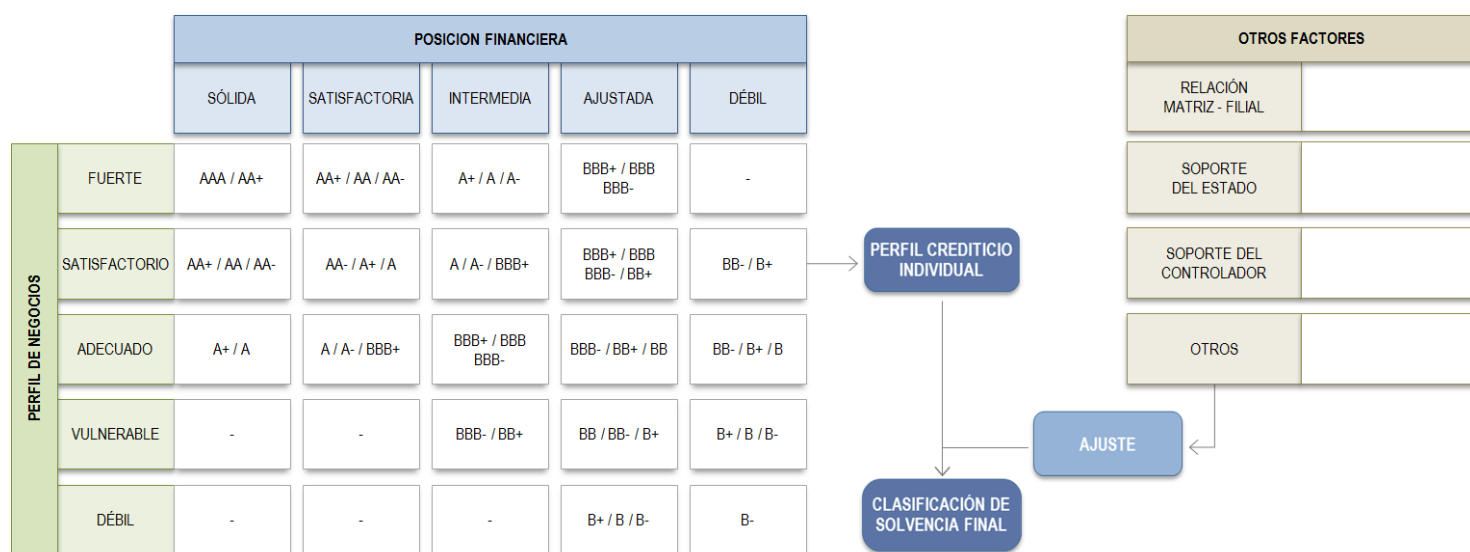 POSICION FINANCIERA
SÓLIDA
SATISFACTORIA
INTERMEDIA
AJUSTADA
DÉBIL
PERFIL DE NEGOCIOS
FUERTE
AAA / AA+
AA+ / AA / AA-
A+ / A / A-
BBB+ / BBB
BBB-
-
SATISFACTORIO
AA+ / AA / AA-
AA- / A+ / A
A / A- / BBB+
BBB+ / BBB
BBB- / BB+
BB- / B+
ADECUADO
A+ / A
A / A- / BBB+
BBB+ / BBB
BBB-
BBB- / BB+ / BB
BB- / B+ / B
VULNERABLE
-
-
BBB- / BB+
BB / BB- / B+
B+ / B / B-
DÉBIL
-
-
-
B+ / B / B-
B-
PERFIL CREDITICIO
INDIVIDUAL
CLASIFICACIÓN DE
SOLVENCIA FINAL
AJUSTE
OTROS FACTORES
RELACIÓN
MATRIZ - FILIAL
SOPORTE
DEL ESTADO
SOPORTE DEL
CONTROLADOR
OTROS